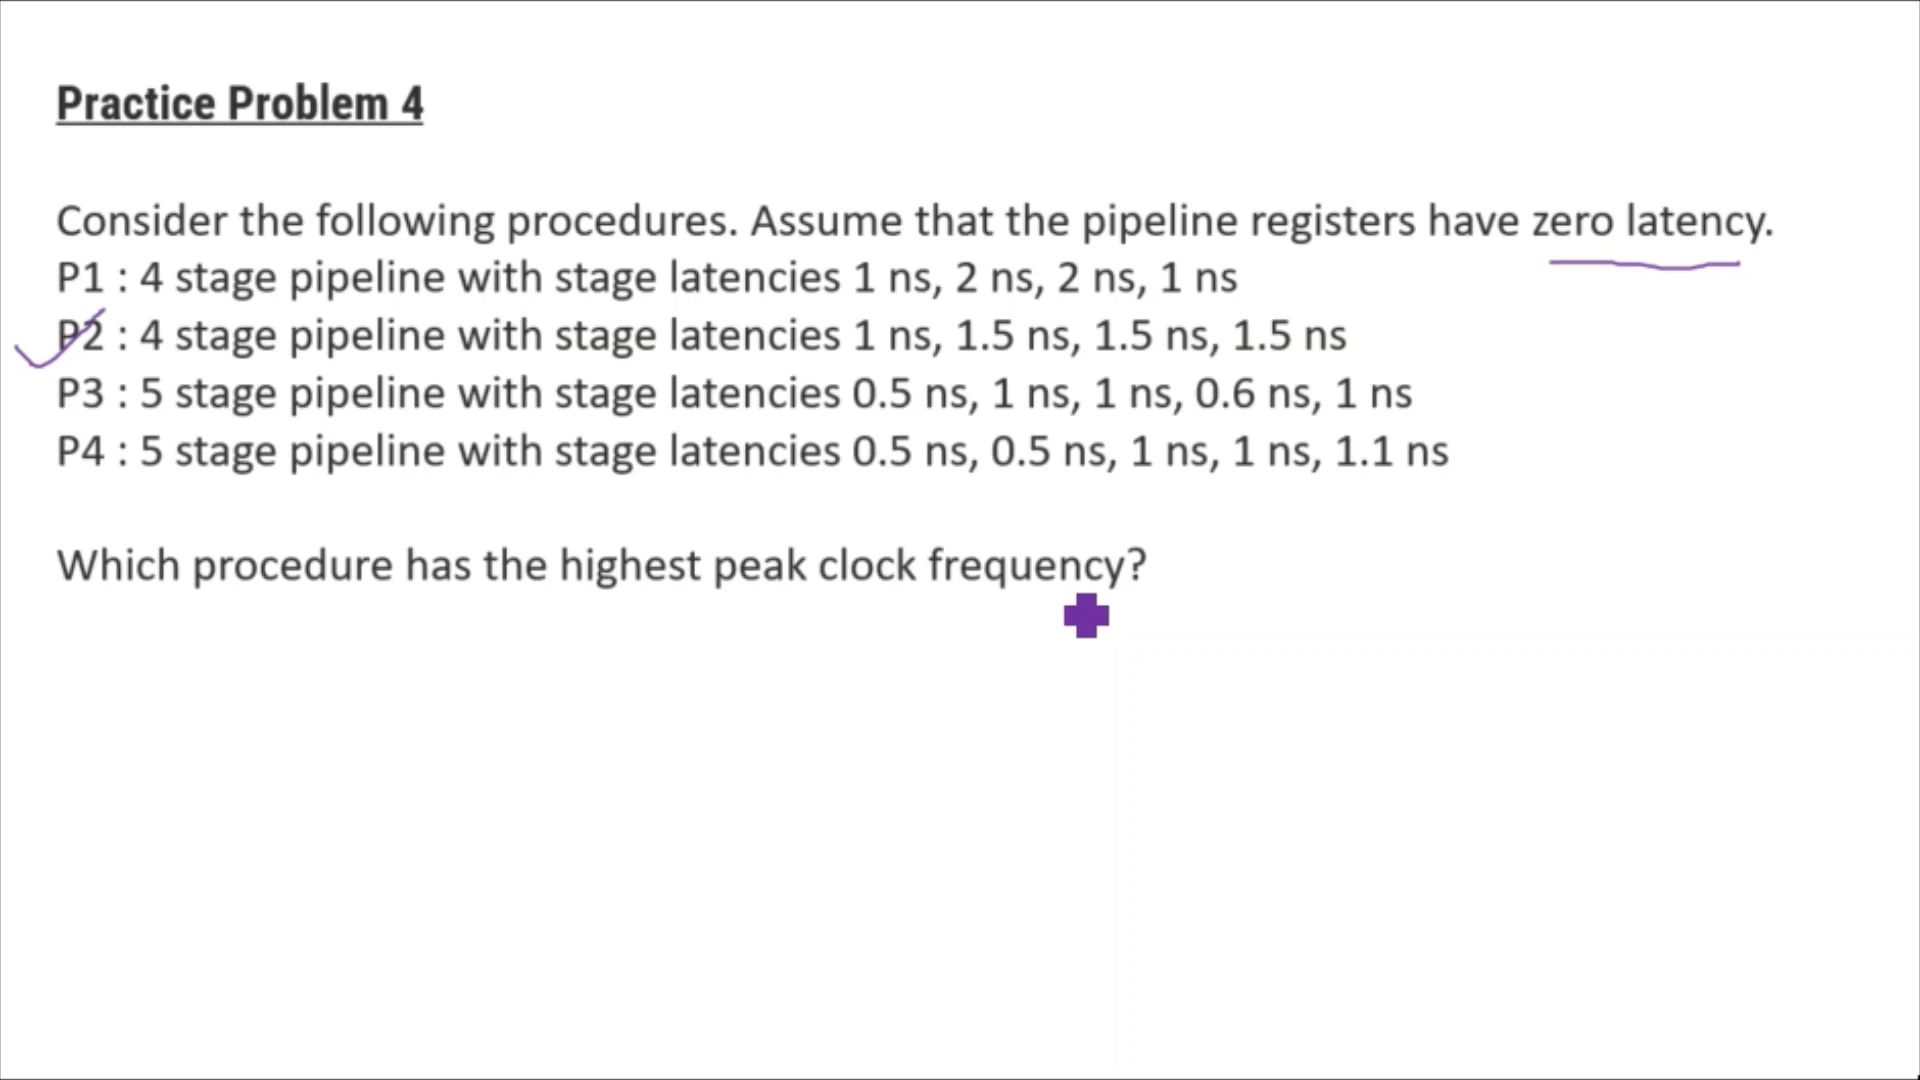 Practice Problem 4
Consider the following procedures. Assume that the pipeline registers have zero latency.
P1 : 4 stage pipeline with stage latencies 1 ns, 2 ns, 2 ns, 1 ns
P2 : 4 stage pipeline with stage latencies 1 ns, 1.5 ns, 1.5 ns, 1.5 ns
P3 : 5 stage pipeline with stage latencies 0.5 ns, 1 ns, 1 ns, 0.6 ns, 1 ns
P4 : 5 stage pipeline with stage latencies 0.5 ns, 0.5 ns, 1 ns, 1 ns, 1.1 ns
Which procedure has the highest peak clock frequency?